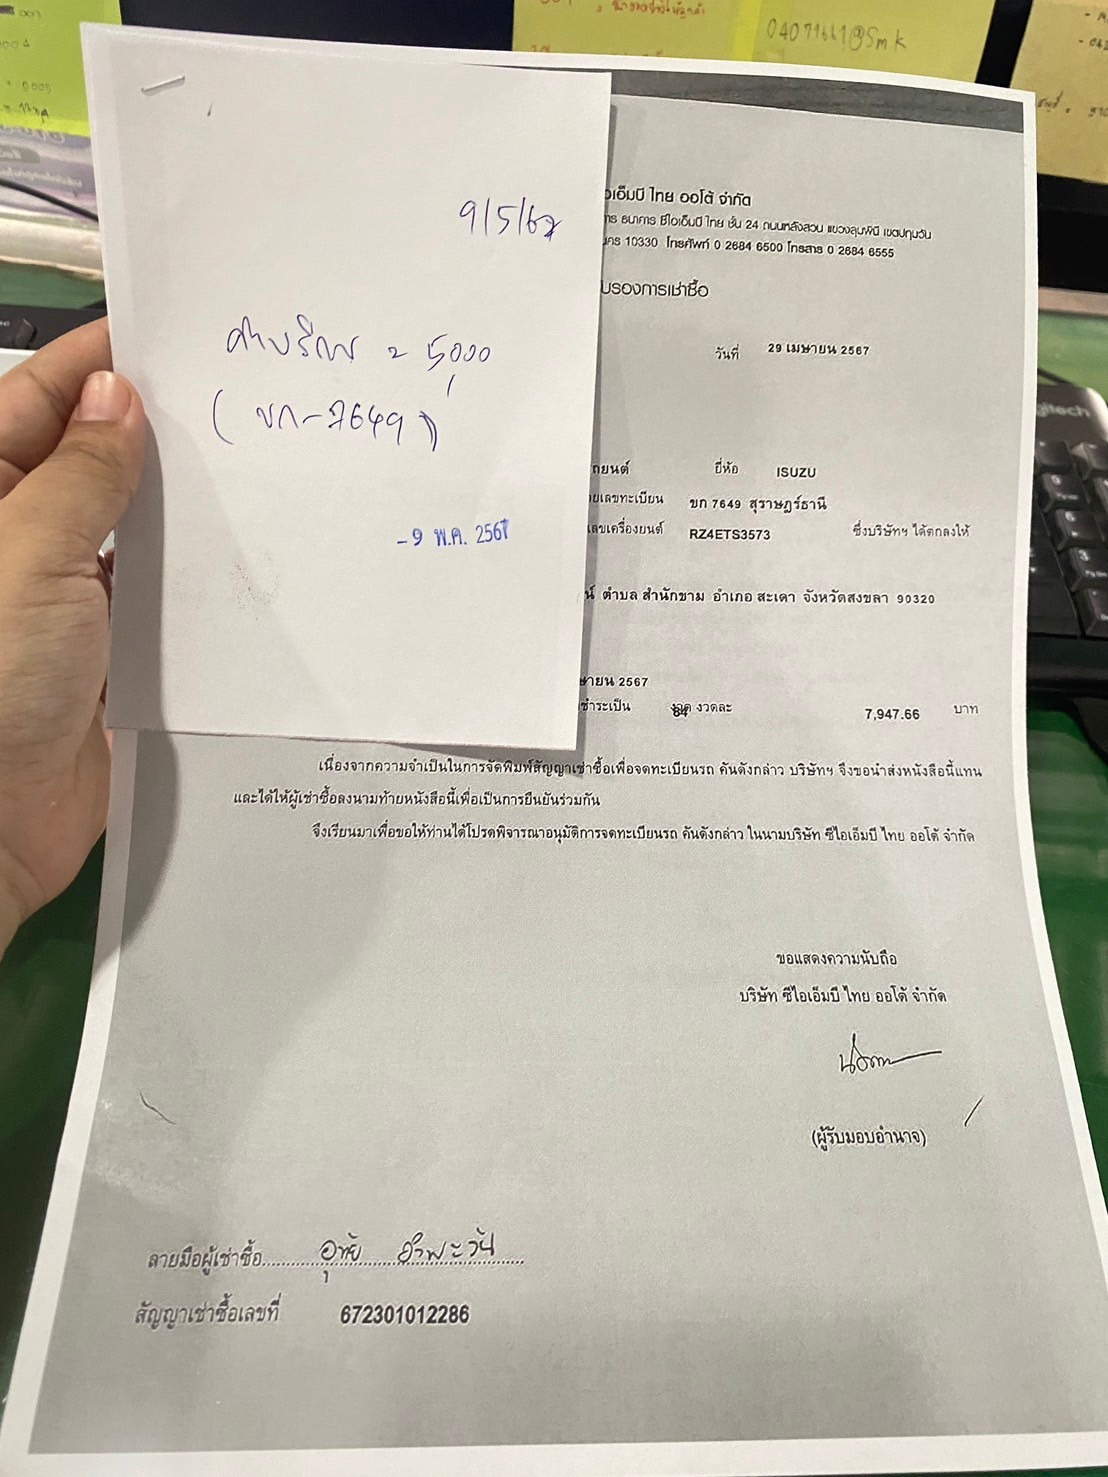 04071661@smk
9/5/67
ค่าบริการ = 5,000
(ขก-7649)
-9 พ.ค. 2567
ไอเอ็มบี ไทย ออโต้ จำกัด
ธนาคาร ซีไอเอ็มบี ไทย ชั้น 24 ถนนหลังสวน แขวงลุมพินี เขตปทุมวัน
10330 โทรศัพท์ 0 2684 6500 โทรสาร 0 2684 6555
บรองการเช่าซื้อ
วันที่ 29 เมษายน 2567
ถยนต์ ยี่ห้อ ISUZU
ายเลขทะเบียน ขก 7649 สุราษฎร์ธานี
เลขเครื่องยนต์ RZ4ETS3573 ซึ่งบริษัทฯ ได้ตกลงให้
ตำบล สำนักขาม อำเภอ สะเดา จังหวัดสงขลา 90320
ษายน 2567
ชำระเป็น 84 งวด งวดละ 7,947.66 บาท
เนื่องจากความจำเป็นในการจัดพิมพ์สัญญาเช่าซื้อเพื่อจดทะเบียนรถ คันดังกล่าว บริษัทฯ จึงขอนำส่งหนังสือนี้แทน
และได้ให้ผู้เช่าซื้อลงนามท้ายหนังสือนี้เพื่อเป็นการยืนยันร่วมกัน
จึงเรียนมาเพื่อขอให้ท่านได้โปรดพิจารณาอนุมัติการจดทะเบียนรถ คันดังกล่าว ในนามบริษัท ซีไอเอ็มบี ไทย ออโต้ จำกัด
ขอแสดงความนับถือ
บริษัท ซีไอเอ็มบี ไทย ออโต้ จำกัด
(ผู้รับมอบอำนาจ)
ลายมือผู้เช่าซื้อ อุทัย อำพะวัน
สัญญาเช่าซื้อเลขที่ 672301012286